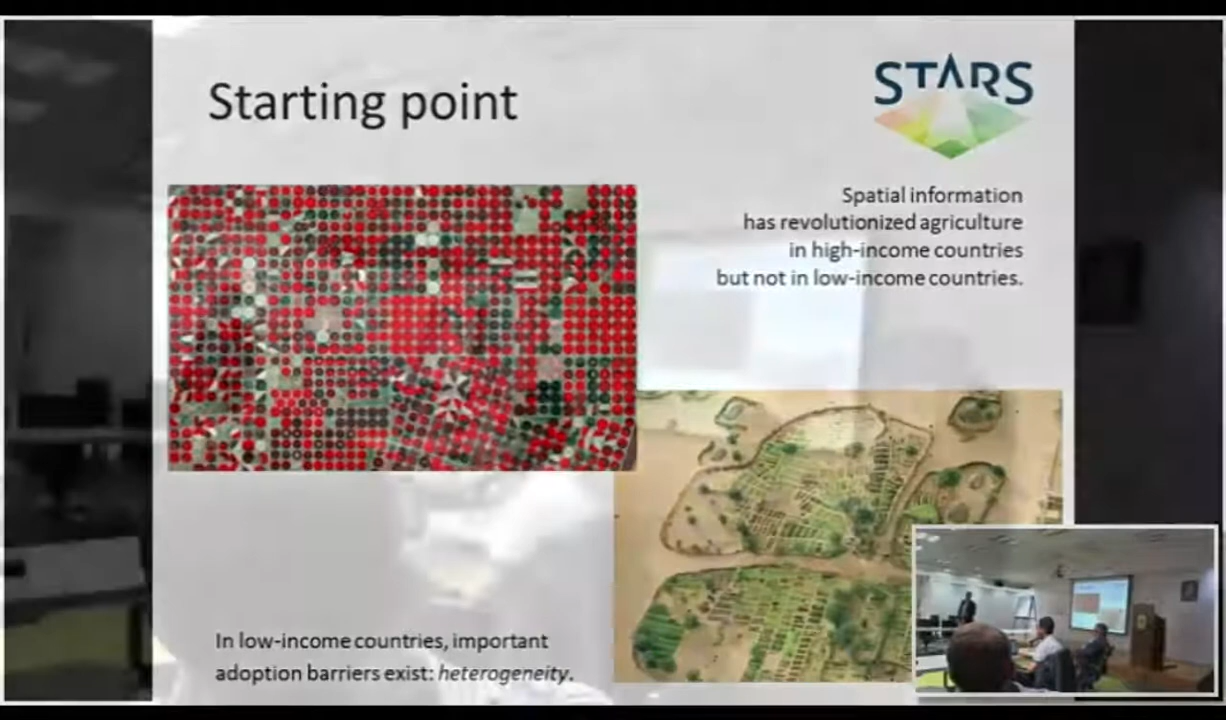 Starting point
STARS
Spatial information
has revolutionized agriculture
in high-income countries
but not in low-income countries.
In low-income countries, important
adoption barriers exist: heterogeneity.